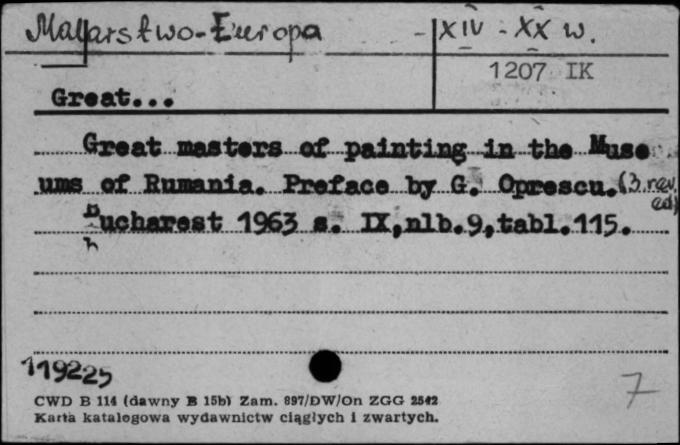 Malarstwo-Europa - XIV - XX w.
1207 IK
Great...
Great masters of painting in the Muse
ums of Rumania. Preface by G. Oprescu. (3. rev.
ed)
Bucharest 1963 s. IX,nlb.9,tabl.115.
119225
7
CWD B 114 (dawny B 15b) Zam. 897/DW/On ZGG 2542
Karta katalogowa wydawnictw ciągłych i zwartych.